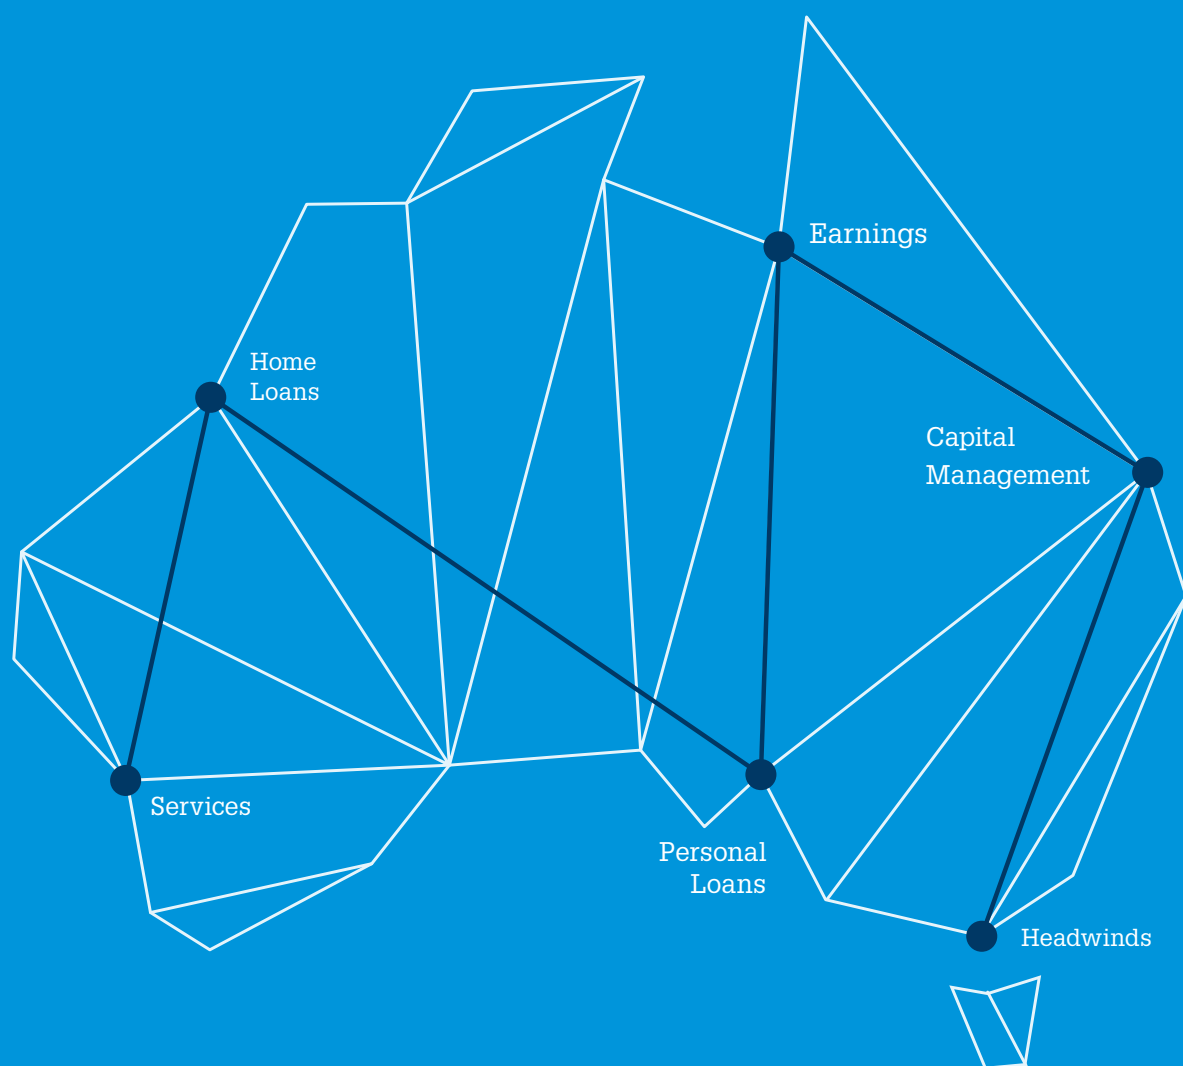 Earnings
Home
Loans
Capital
Management
Services
Personal
Loans
Headwinds